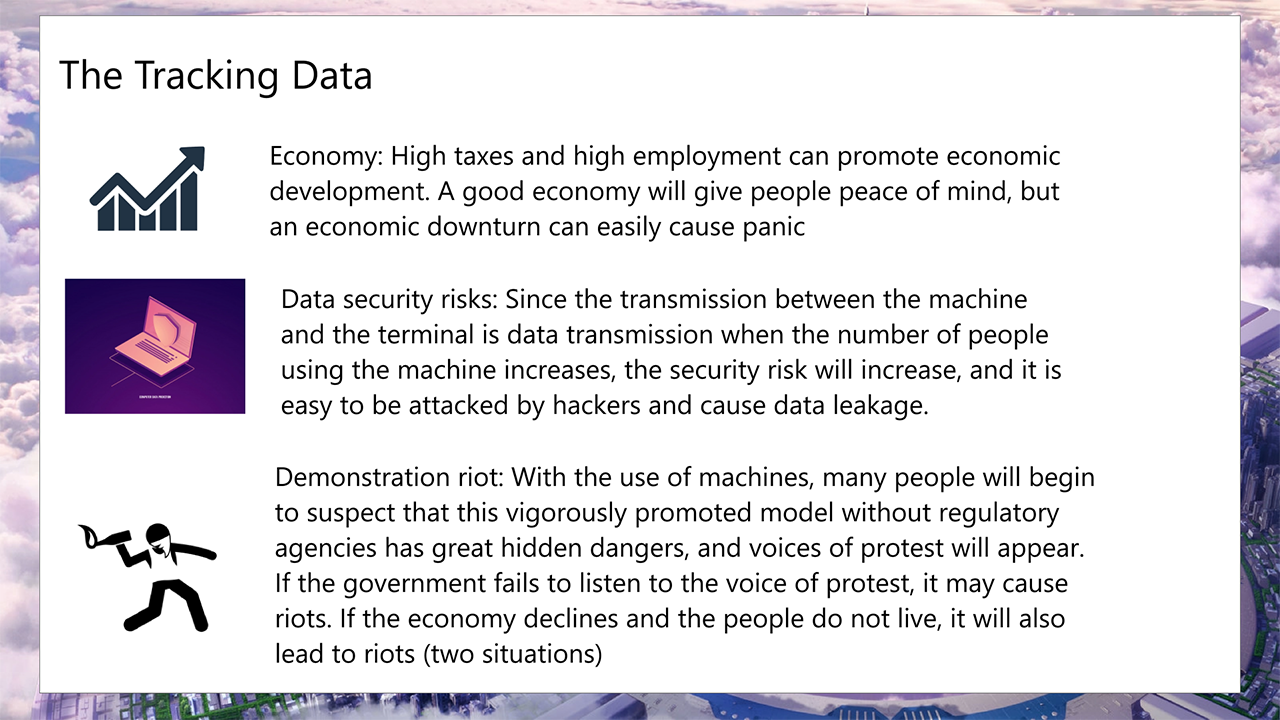 The Tracking Data
Economy: High taxes and high employment can promote economic
development. A good economy will give people peace of mind, but
an economic downturn can easily cause panic
Data security risks: Since the transmission between the machine
and the terminal is data transmission when the number of people
using the machine increases, the security risk will increase, and it is
easy to be attacked by hackers and cause data leakage.
Demonstration riot: With the use of machines, many people will begin
to suspect that this vigorously promoted model without regulatory
agencies has great hidden dangers, and voices of protest will appear.
If the government fails to listen to the voice of protest, it may cause
riots. If the economy declines and the people do not live, it will also
lead to riots (two situations)